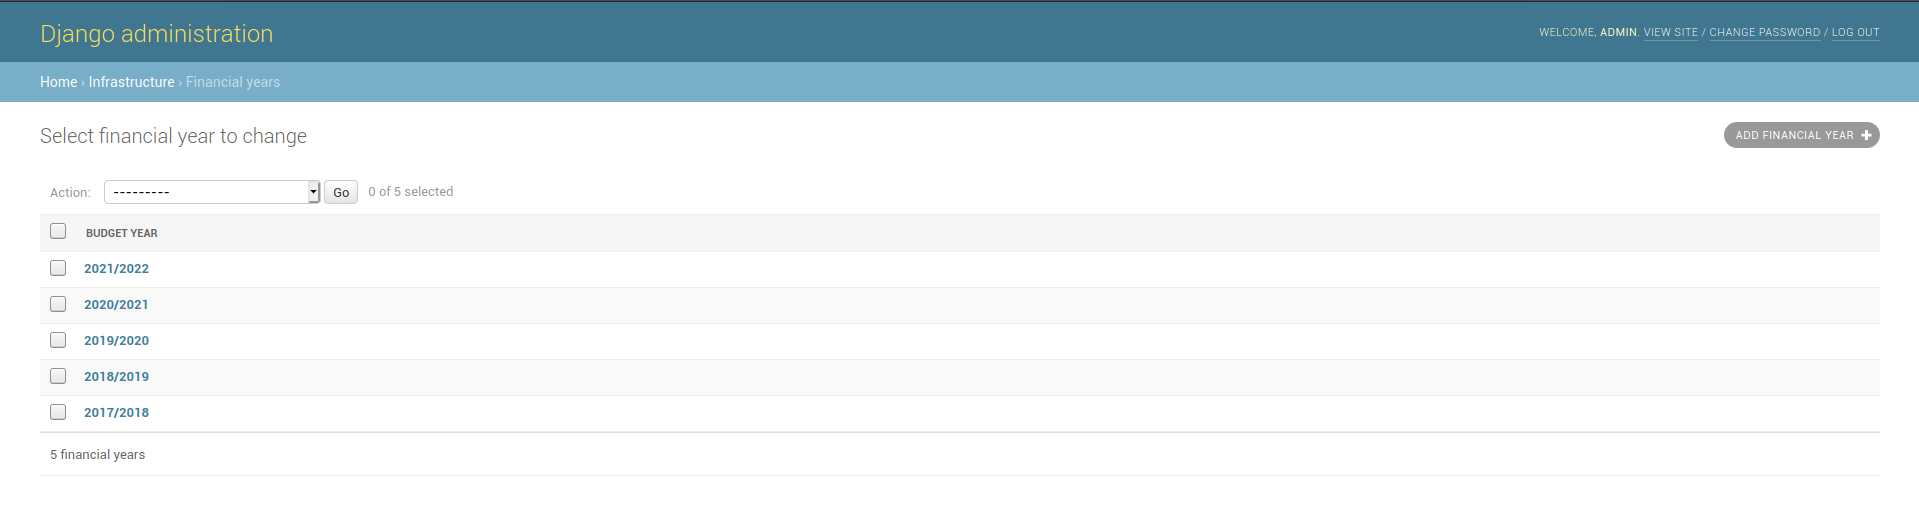 Django administration
WELCOME, ADMIN. VIEW SITE / CHANGE PASSWORD / LOG OUT
Home › Infrastructure › Financial years
Select financial year to change
ADD FINANCIAL YEAR +
Action: --------- Go 0 of 5 selected
BUDGET YEAR
2021/2022
2020/2021
2019/2020
2018/2019
2017/2018
5 financial years